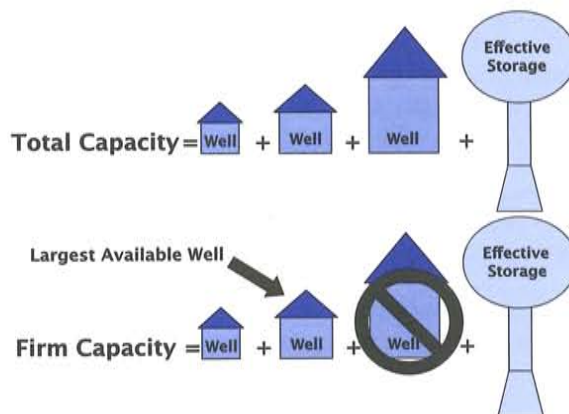 Effective
Storage
Total Capacity = Well + Well + Well +
Largest Available Well
Effective
Storage
Firm Capacity = Well + Well + Well +